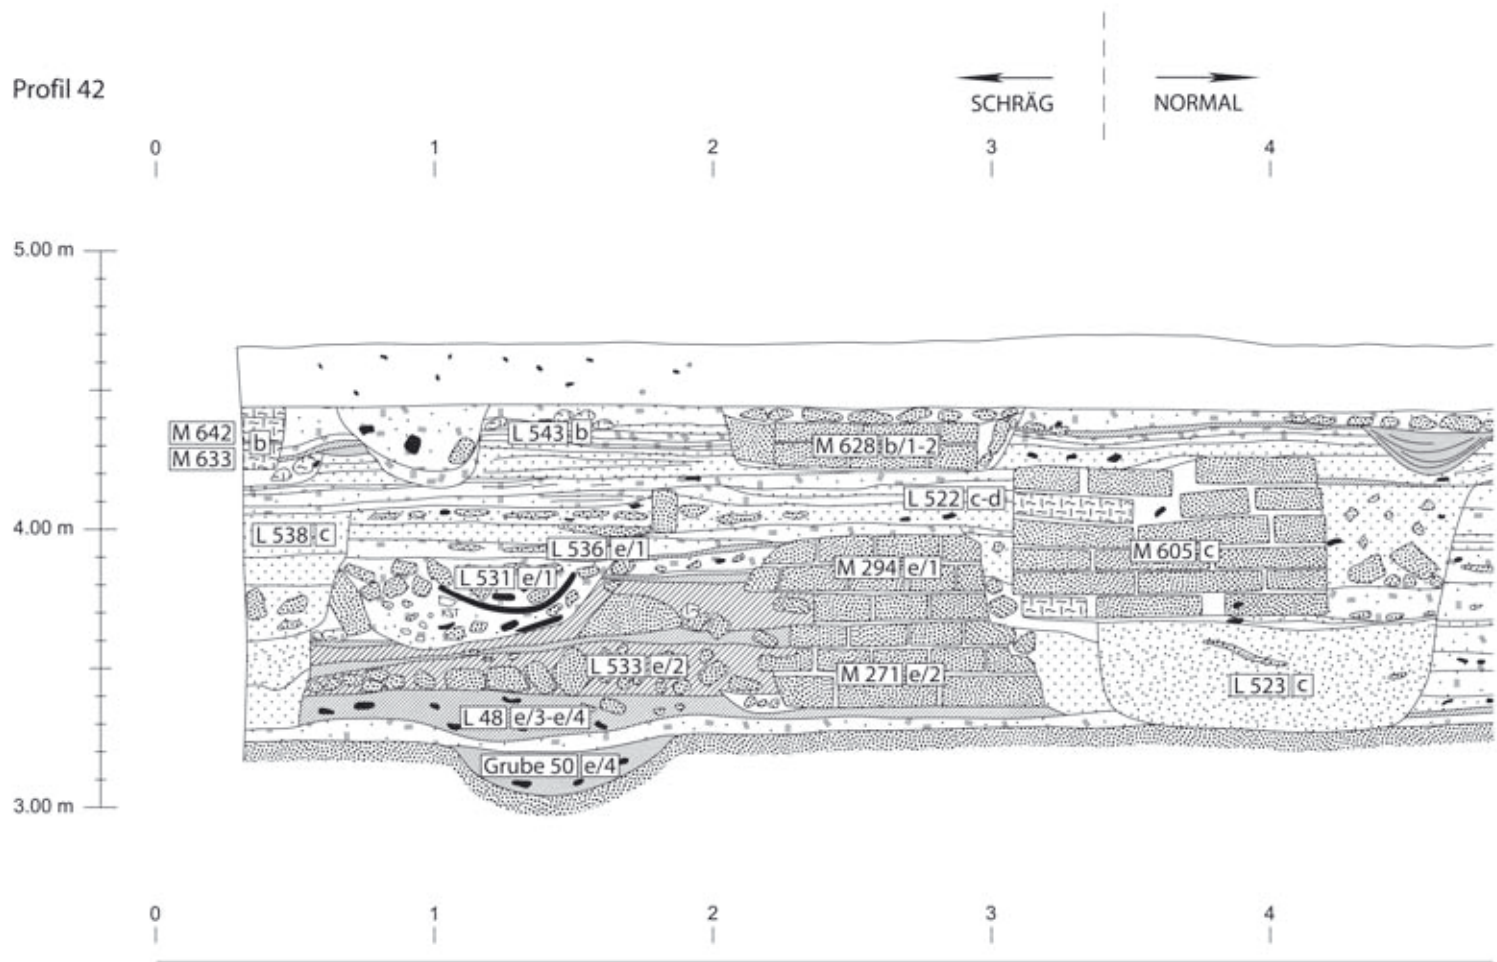 Profil 42
SCHRÄG NORMAL
0 1 2 3 4
5.00 m
M 642
b
M 633
L 543 b
M 628 b/1-2
L 522 c-d
4.00 m
L 538 c
L 536 e/1
M 605 c
L 531 e/1
M 294 e/1
KST
L 533 e/2
M 271 e/2
L 523 c
L 48 e/3-e/4
Grube 50 e/4
3.00 m
0 1 2 3 4